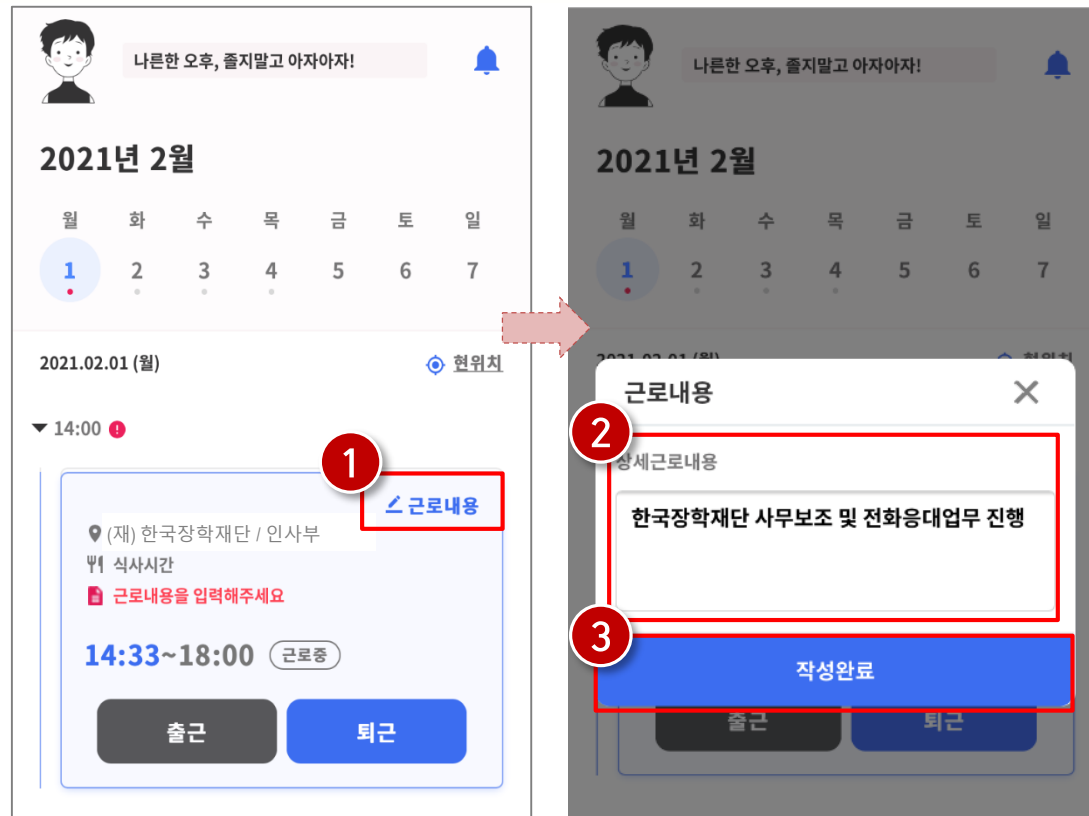 나른한 오후, 졸지말고 아자아자!
2021년 2월
월 화 수 목 금 토 일
1 2 3 4 5 6 7
2021.02.01 (월)
현위치
14:00
1
근로내용
(재) 한국장학재단 / 인사부
식사시간
근로내용을 입력해주세요
14:33~18:00 근로중
출근 퇴근
나른한 오후, 졸지말고 아자아자!
2021년 2월
월 화 수 목 금 토 일
1 2 3 4 5 6 7
2021.02.01 (월)
현위치
근로내용
2
상세근로내용
한국장학재단 사무보조 및 전화응대업무 진행
3
작성완료
출근 퇴근